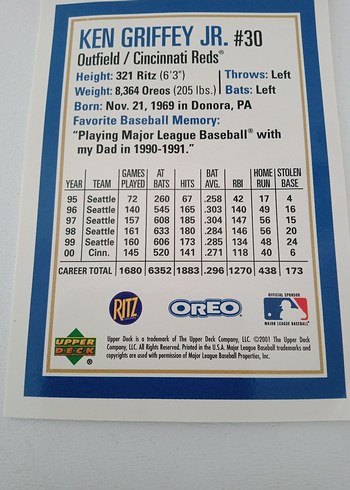 KEN GRIFFEY JR. #30
Outfield / Cincinnati Reds®
Height: 321 Ritz (6'3") Throws: Left
Weight: 8,364 Oreos (205 lbs.) Bats: Left
Born: Nov. 21, 1969 in Donora, PA
Favorite Baseball Memory:
"Playing Major League Baseball® with
my Dad in 1990-1991."
YEAR TEAM GAMES PLAYED AT BATS HITS BAT. AVG. RBI HOME RUN STOLEN BASE
95 Seattle 72 260 67 .258 42 17 4
96 Seattle 140 545 165 .303 140 49 16
97 Seattle 157 608 185 .304 147 56 15
98 Seattle 161 633 180 .284 146 56 20
99 Seattle 160 606 173 .285 134 48 24
00 Cinn. 145 520 141 .271 118 40 6
CAREER TOTAL 1680 6352 1883 .296 1270 438 173
RITZ OREO OFFICIAL SPONSOR
MAJOR LEAGUE BASEBALL
UPPER DECK ®
Upper Deck is a trademark of The Upper Deck Company, LLC. ©2001 The Upper Deck
Company, LLC. All Rights Reserved. Printed in the U.S.A. Major League Baseball trademarks and
copyrights are used with permission of Major League Baseball Properties, Inc.